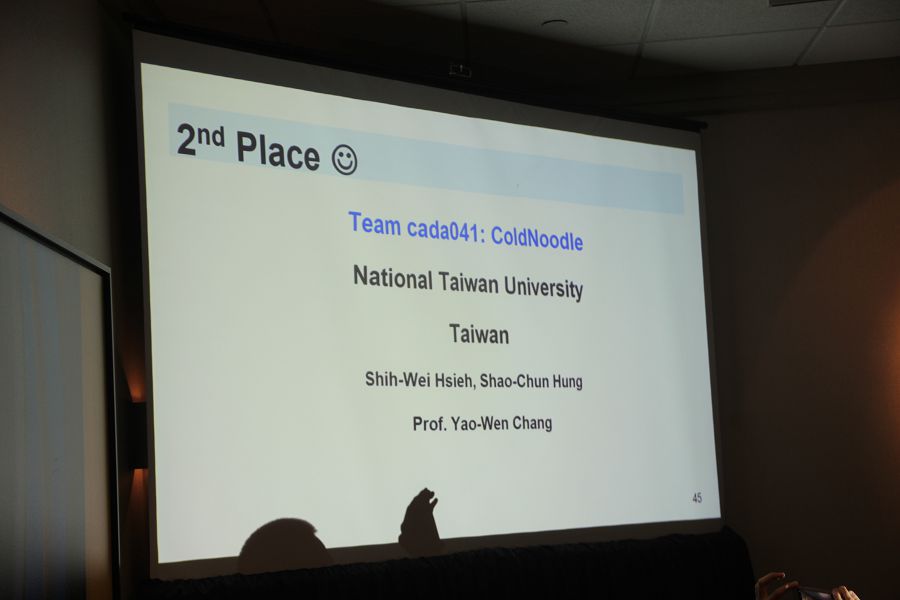 2nd Place ☺
Team cada041: ColdNoodle
National Taiwan University
Taiwan
Shih-Wei Hsieh, Shao-Chun Hung
Prof. Yao-Wen Chang
45